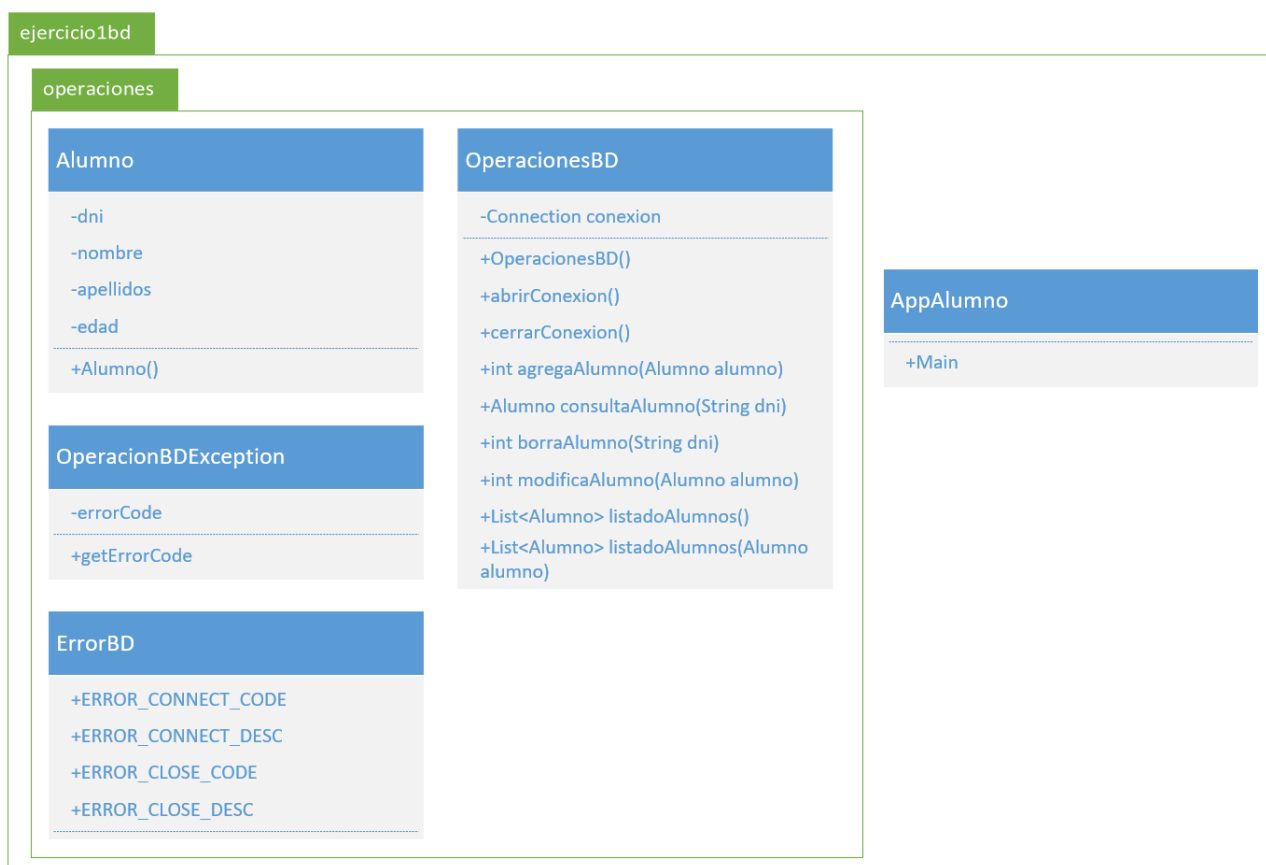 ejercicio1bd
operaciones
Alumno
-dni
-nombre
-apellidos
-edad
+Alumno()
OperacionBDException
-errorCode
+getErrorCode
ErrorBD
+ERROR_CONNECT_CODE
+ERROR_CONNECT_DESC
+ERROR_CLOSE_CODE
+ERROR_CLOSE_DESC
OperacionesBD
-Connection conexion
+OperacionesBD()
+abrirConexion()
+cerrarConexion()
+int agregaAlumno(Alumno alumno)
+Alumno consultaAlumno(String dni)
+int borraAlumno(String dni)
+int modificaAlumno(Alumno alumno)
+List<Alumno> listadoAlumnos()
+List<Alumno> listadoAlumnos(Alumno
alumno)
AppAlumno
+Main